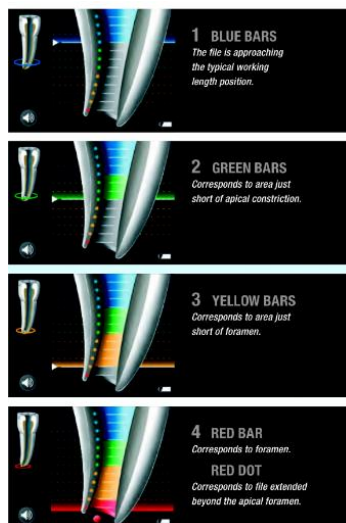 1 BLUE BARS
The file is approaching
the typical working
length position.
2 GREEN BARS
Corresponds to area just
short of apical constriction.
3 YELLOW BARS
Corresponds to area just
short of foramen.
4 RED BAR
Corresponds to foramen.
RED DOT
Corresponds to file extended
beyond the apical foramen.